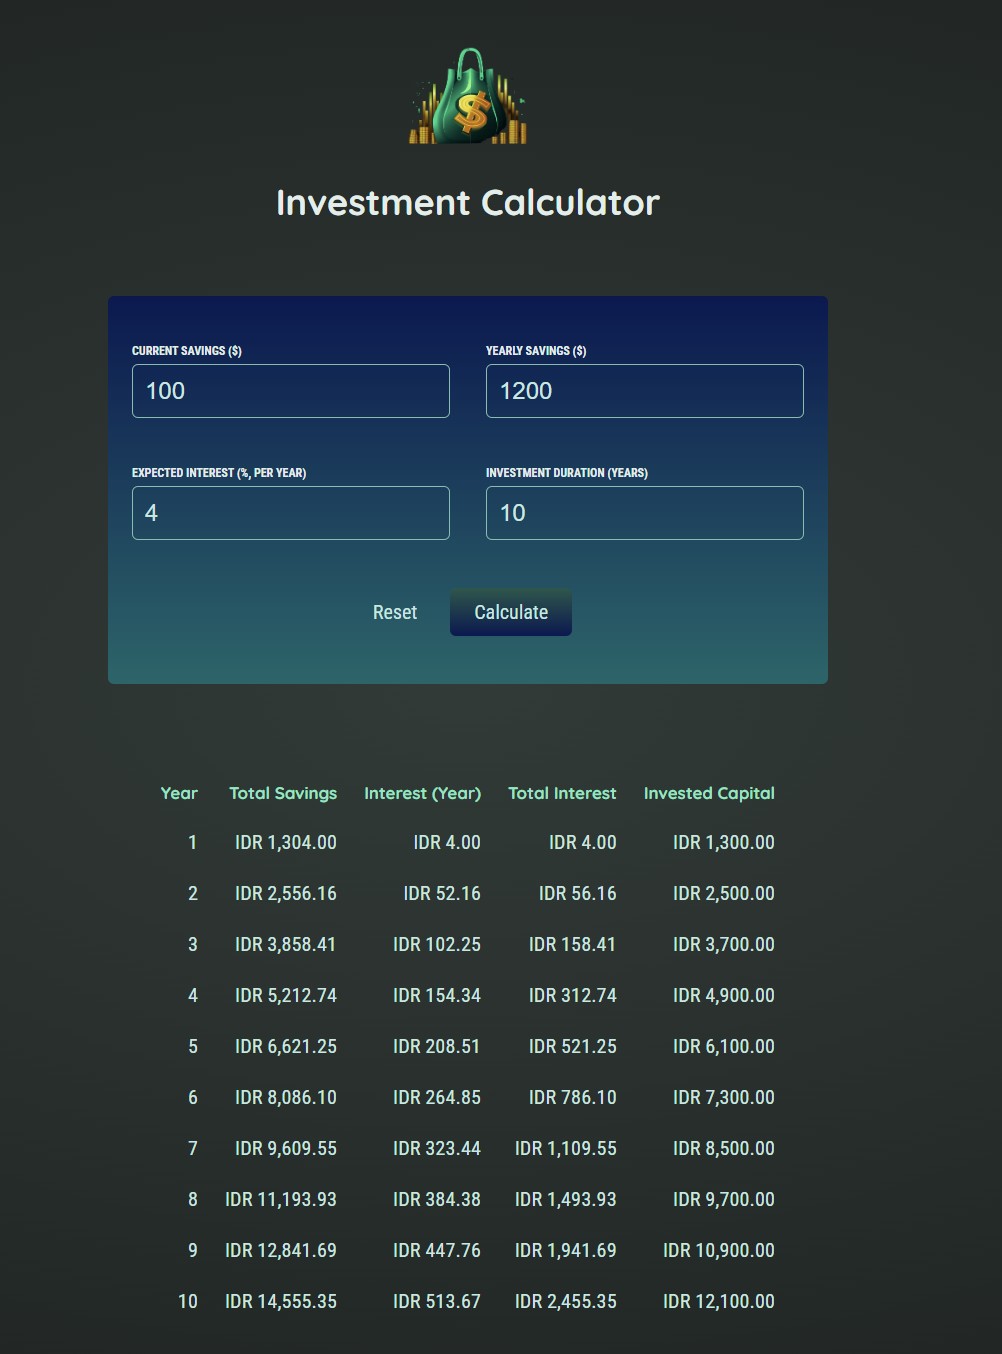 $
Investment Calculator
CURRENT SAVINGS ($) YEARLY SAVINGS ($)
100 1200
EXPECTED INTEREST (%, PER YEAR) INVESTMENT DURATION (YEARS)
4 10
Reset Calculate
Year Total Savings Interest (Year) Total Interest Invested Capital
1 IDR 1,304.00 IDR 4.00 IDR 4.00 IDR 1,300.00
2 IDR 2,556.16 IDR 52.16 IDR 56.16 IDR 2,500.00
3 IDR 3,858.41 IDR 102.25 IDR 158.41 IDR 3,700.00
4 IDR 5,212.74 IDR 154.34 IDR 312.74 IDR 4,900.00
5 IDR 6,621.25 IDR 208.51 IDR 521.25 IDR 6,100.00
6 IDR 8,086.10 IDR 264.85 IDR 786.10 IDR 7,300.00
7 IDR 9,609.55 IDR 323.44 IDR 1,109.55 IDR 8,500.00
8 IDR 11,193.93 IDR 384.38 IDR 1,493.93 IDR 9,700.00
9 IDR 12,841.69 IDR 447.76 IDR 1,941.69 IDR 10,900.00
10 IDR 14,555.35 IDR 513.67 IDR 2,455.35 IDR 12,100.00